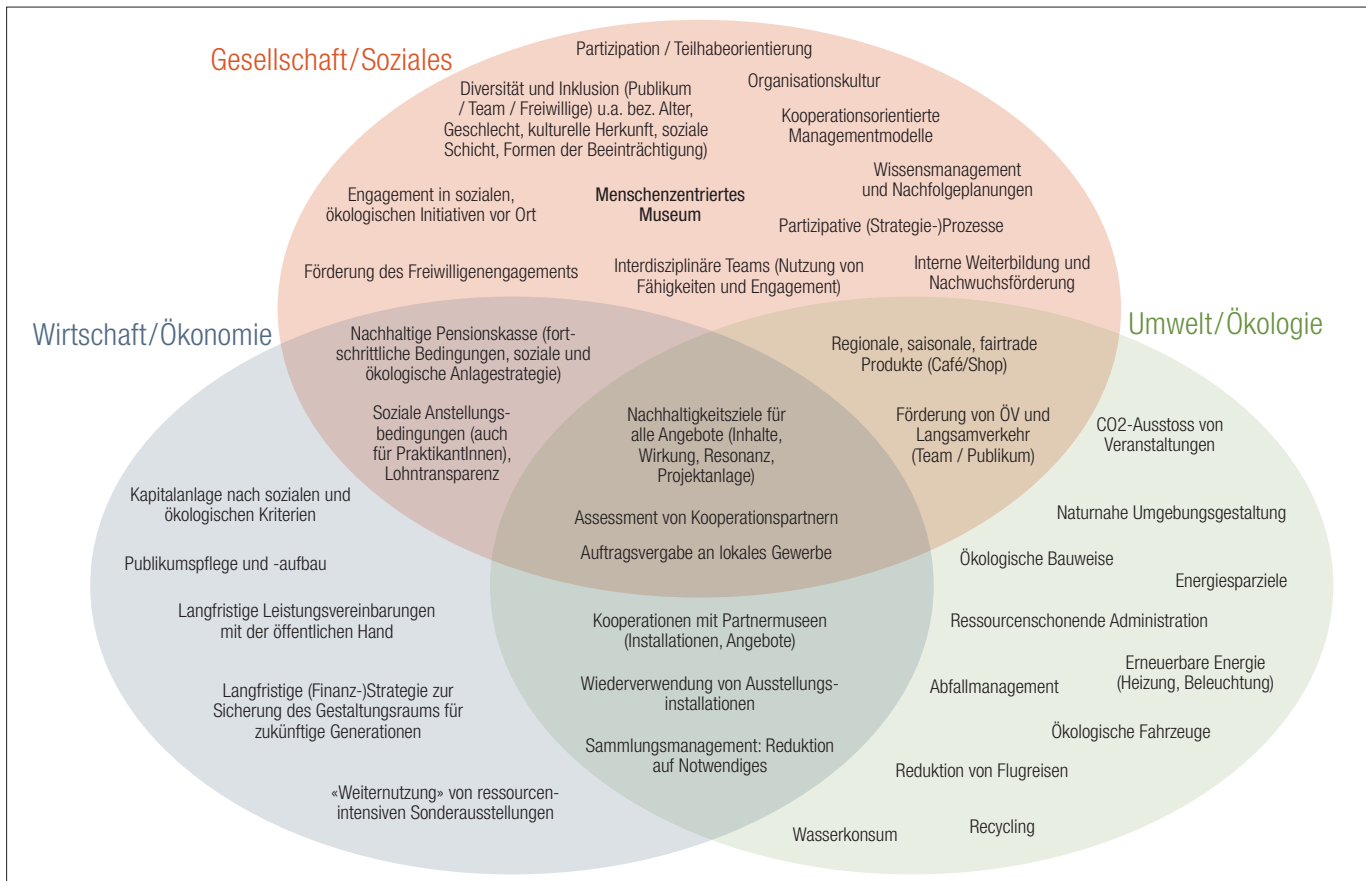 Gesellschaft/Soziales
Partizipation / Teilhabeorientierung
Organisationskultur
Diversität und Inklusion (Publikum
/ Team / Freiwillige) u.a. bez. Alter,
Geschlecht, kulturelle Herkunft, soziale
Schicht, Formen der Beeinträchtigung)
Kooperationsorientierte
Managementmodelle
Wissensmanagement
und Nachfolgeplanungen
Engagement in sozialen,
ökologischen Initiativen vor Ort
Menschenzentriertes
Museum
Partizipative (Strategie-)Prozesse
Förderung des Freiwilligenengagements
Interdisziplinäre Teams (Nutzung von
Fähigkeiten und Engagement)
Interne Weiterbildung und
Nachwuchsförderung
Wirtschaft/Ökonomie
Umwelt/Ökologie
Nachhaltige Pensionskasse (fort-
schrittliche Bedingungen, soziale und
ökologische Anlagestrategie)
Regionale, saisonale, fairtrade
Produkte (Café/Shop)
Soziale Anstellungs-
bedingungen (auch
für PraktikantInnen),
Lohntransparenz
Nachhaltigkeitsziele für
alle Angebote (Inhalte,
Wirkung, Resonanz,
Projektanlage)
Förderung von ÖV und
Langsamverkehr
(Team / Publikum)
CO2-Ausstoss von
Veranstaltungen
Kapitalanlage nach sozialen und
ökologischen Kriterien
Assessment von Kooperationspartnern
Naturnahe Umgebungsgestaltung
Publikumspflege und -aufbau
Auftragsvergabe an lokales Gewerbe
Ökologische Bauweise
Energiesparziele
Langfristige Leistungsvereinbarungen
mit der öffentlichen Hand
Kooperationen mit Partnermuseen
(Installationen, Angebote)
Ressourcenschonende Administration
Erneuerbare Energie
(Heizung, Beleuchtung)
Langfristige (Finanz-)Strategie zur
Sicherung des Gestaltungsraums für
zukünftige Generationen
Wiederverwendung von Ausstellungs-
installationen
Abfallmanagement
Ökologische Fahrzeuge
Sammlungsmanagement: Reduktion
auf Notwendiges
Reduktion von Flugreisen
«Weiternutzung» von ressourcen-
intensiven Sonderausstellungen
Wasserkonsum
Recycling